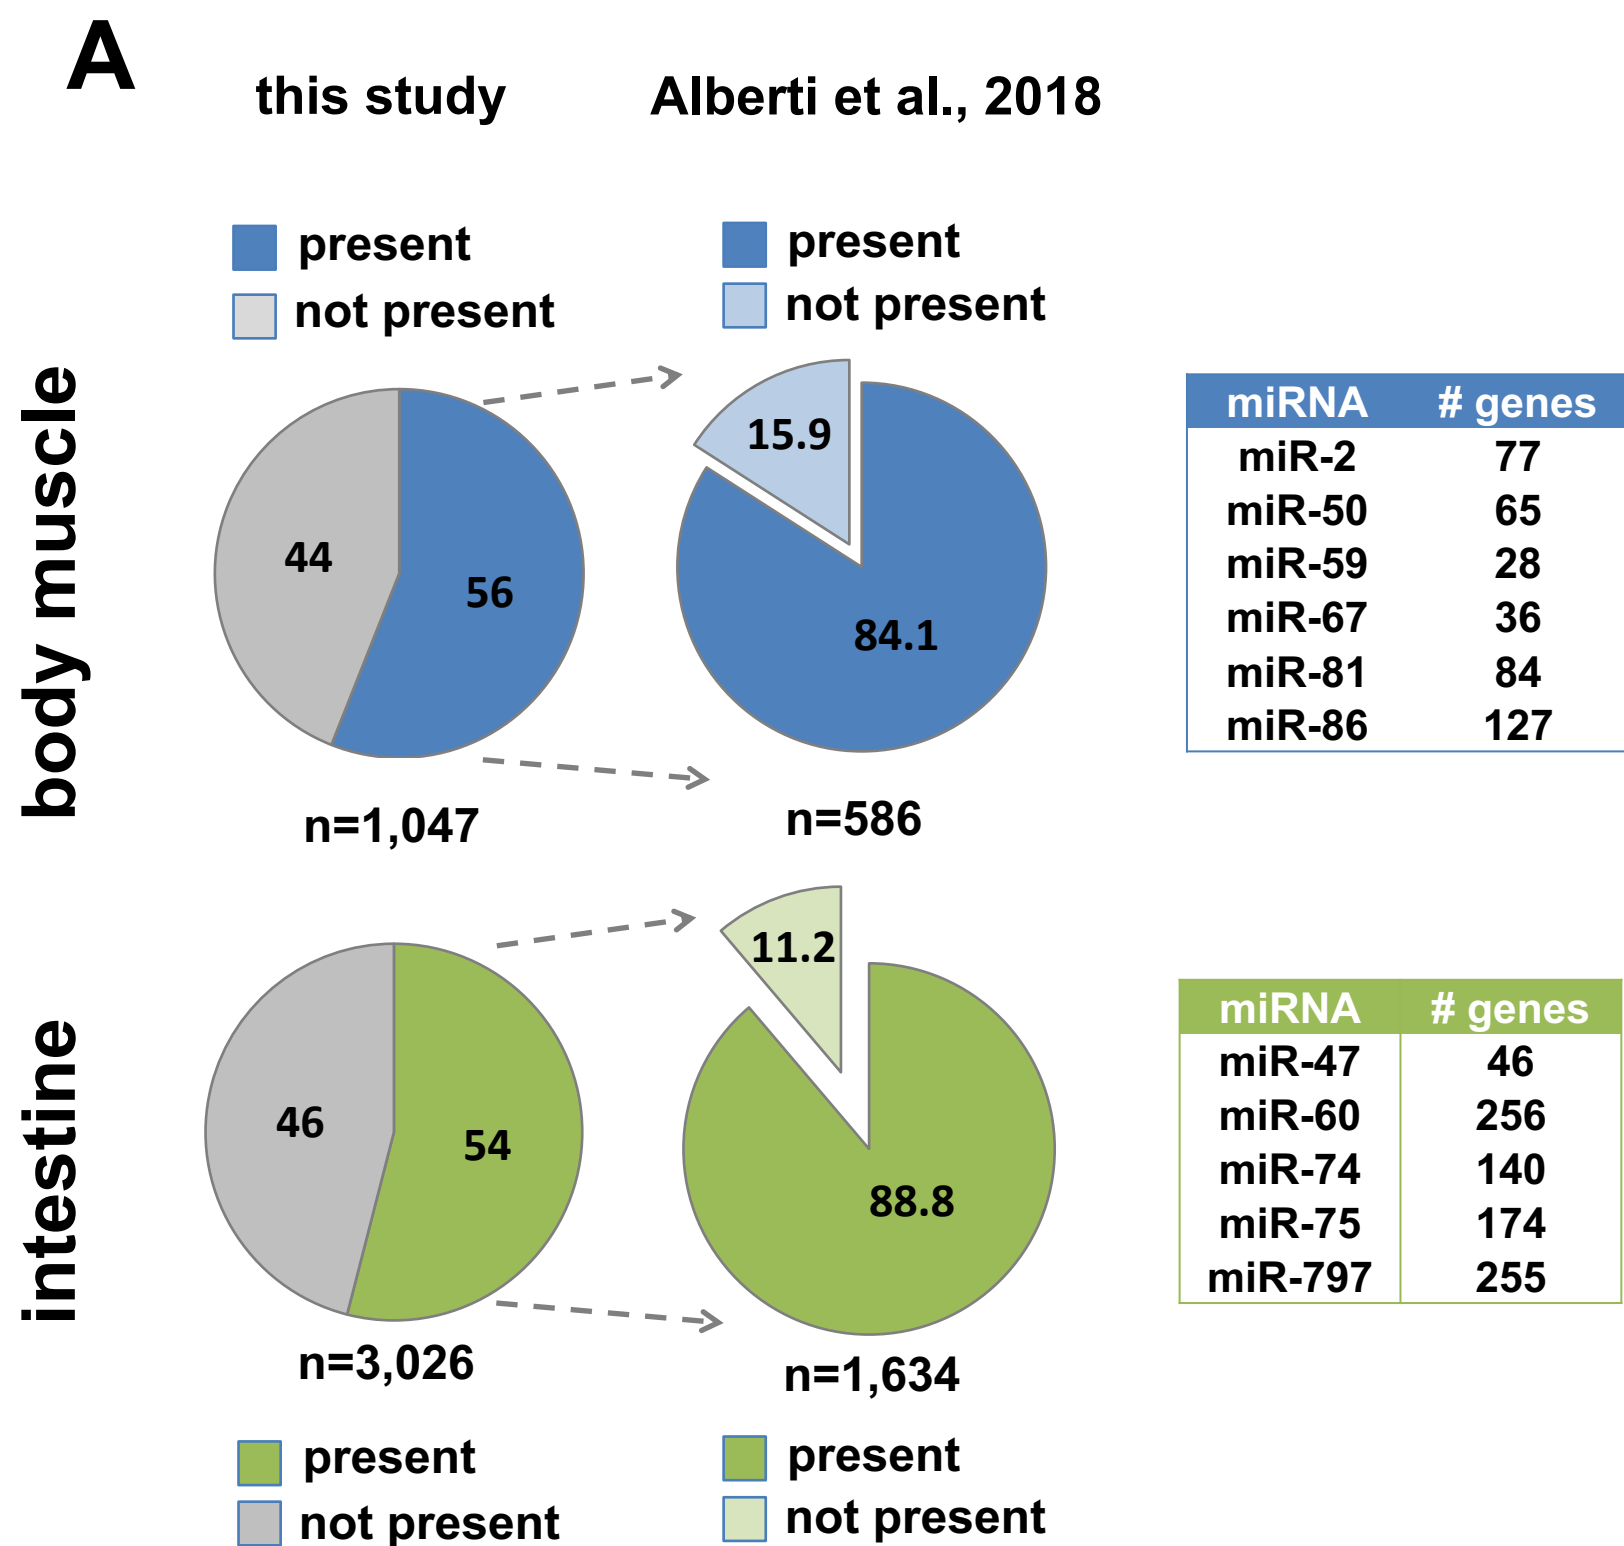 A
this study
Alberti et al., 2018
present
not present
present
not present
body muscle
44
56
n=1,047
15.9
84.1
n=586
miRNA # genes
miR-2 77
miR-50 65
miR-59 28
miR-67 36
miR-81 84
miR-86 127
intestine
46
54
n=3,026
11.2
88.8
n=1,634
miRNA # genes
miR-47 46
miR-60 256
miR-74 140
miR-75 174
miR-797 255
present
not present
present
not present